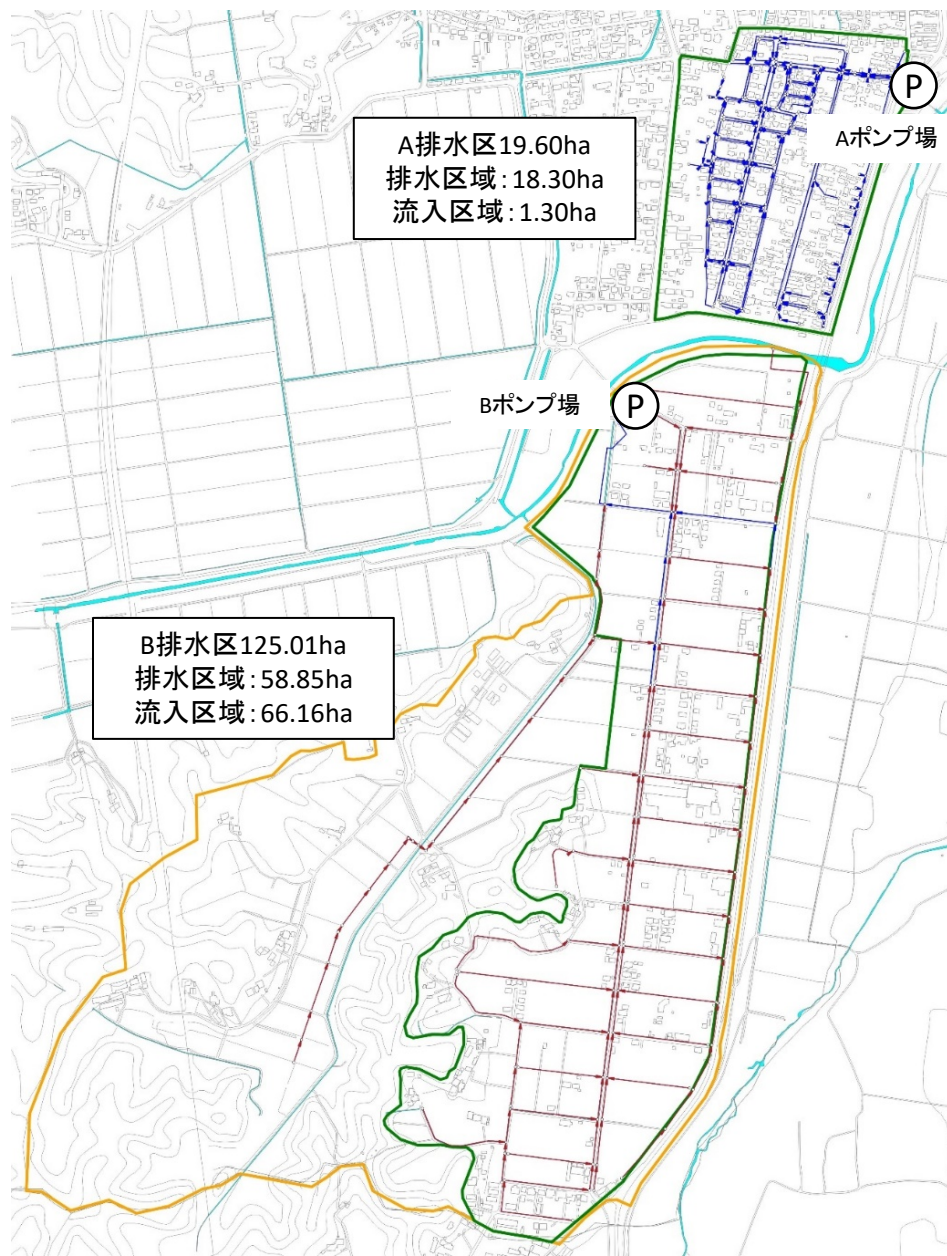 P
Aポンプ場
A排水区19.60ha
排水区域:18.30ha
流入区域:1.30ha
Bポンプ場
P
B排水区125.01ha
排水区域:58.85ha
流入区域:66.16ha